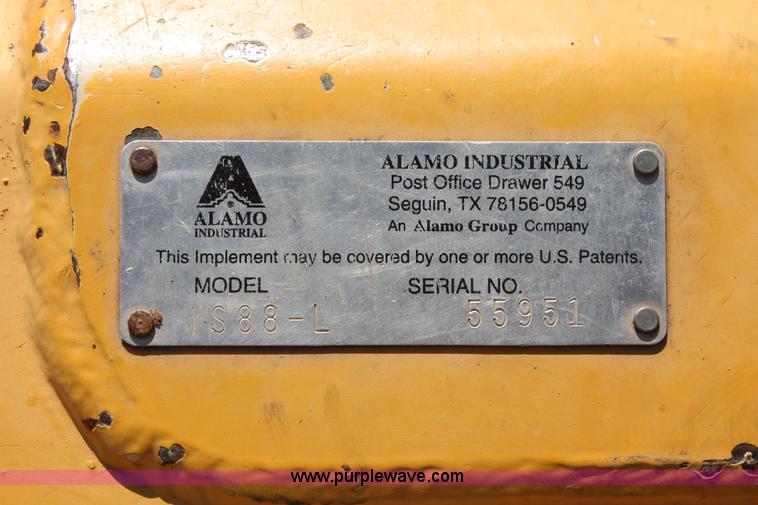 ALAMO
INDUSTRIAL
ALAMO INDUSTRIAL
Post Office Drawer 549
Seguin, TX 78156-0549
An Alamo Group Company
This Implement may be covered by one or more U.S. Patents.
MODEL SERIAL NO.
55951
www.purplewave.com